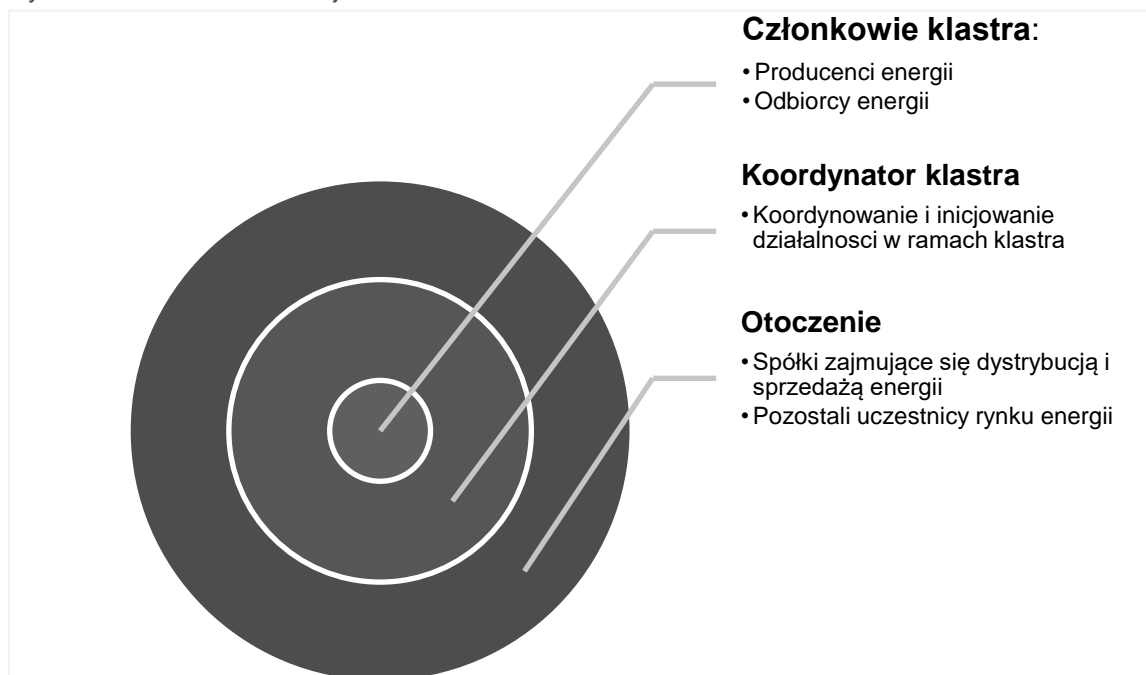 Członkowie klastra:
• Producenci energii
• Odbiorcy energii
Koordynator klastra
• Koordynowanie i inicjowanie
działalnosci w ramach klastra
Otoczenie
• Spółki zajmujące się dystrybucją i
sprzedażą energii
• Pozostali uczestnicy rynku energii